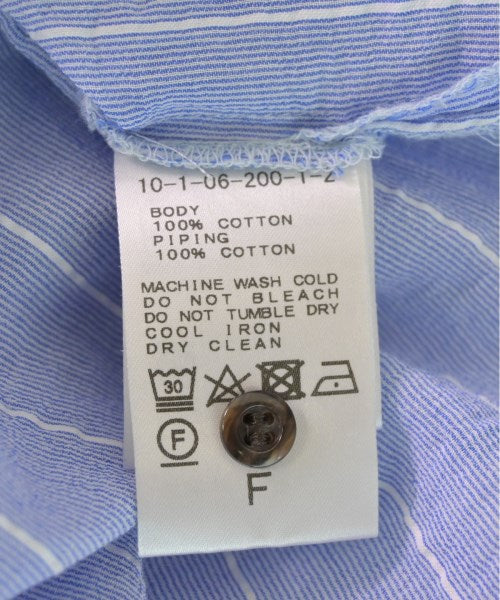 10-1-06-200-1-2
BODY
100% COTTON
PIPING
100% COTTON
MACHINE WASH COLD
DO NOT BLEACH
DO NOT TUMBLE DRY
COOL IRON
DRY CLEAN
30
F
F